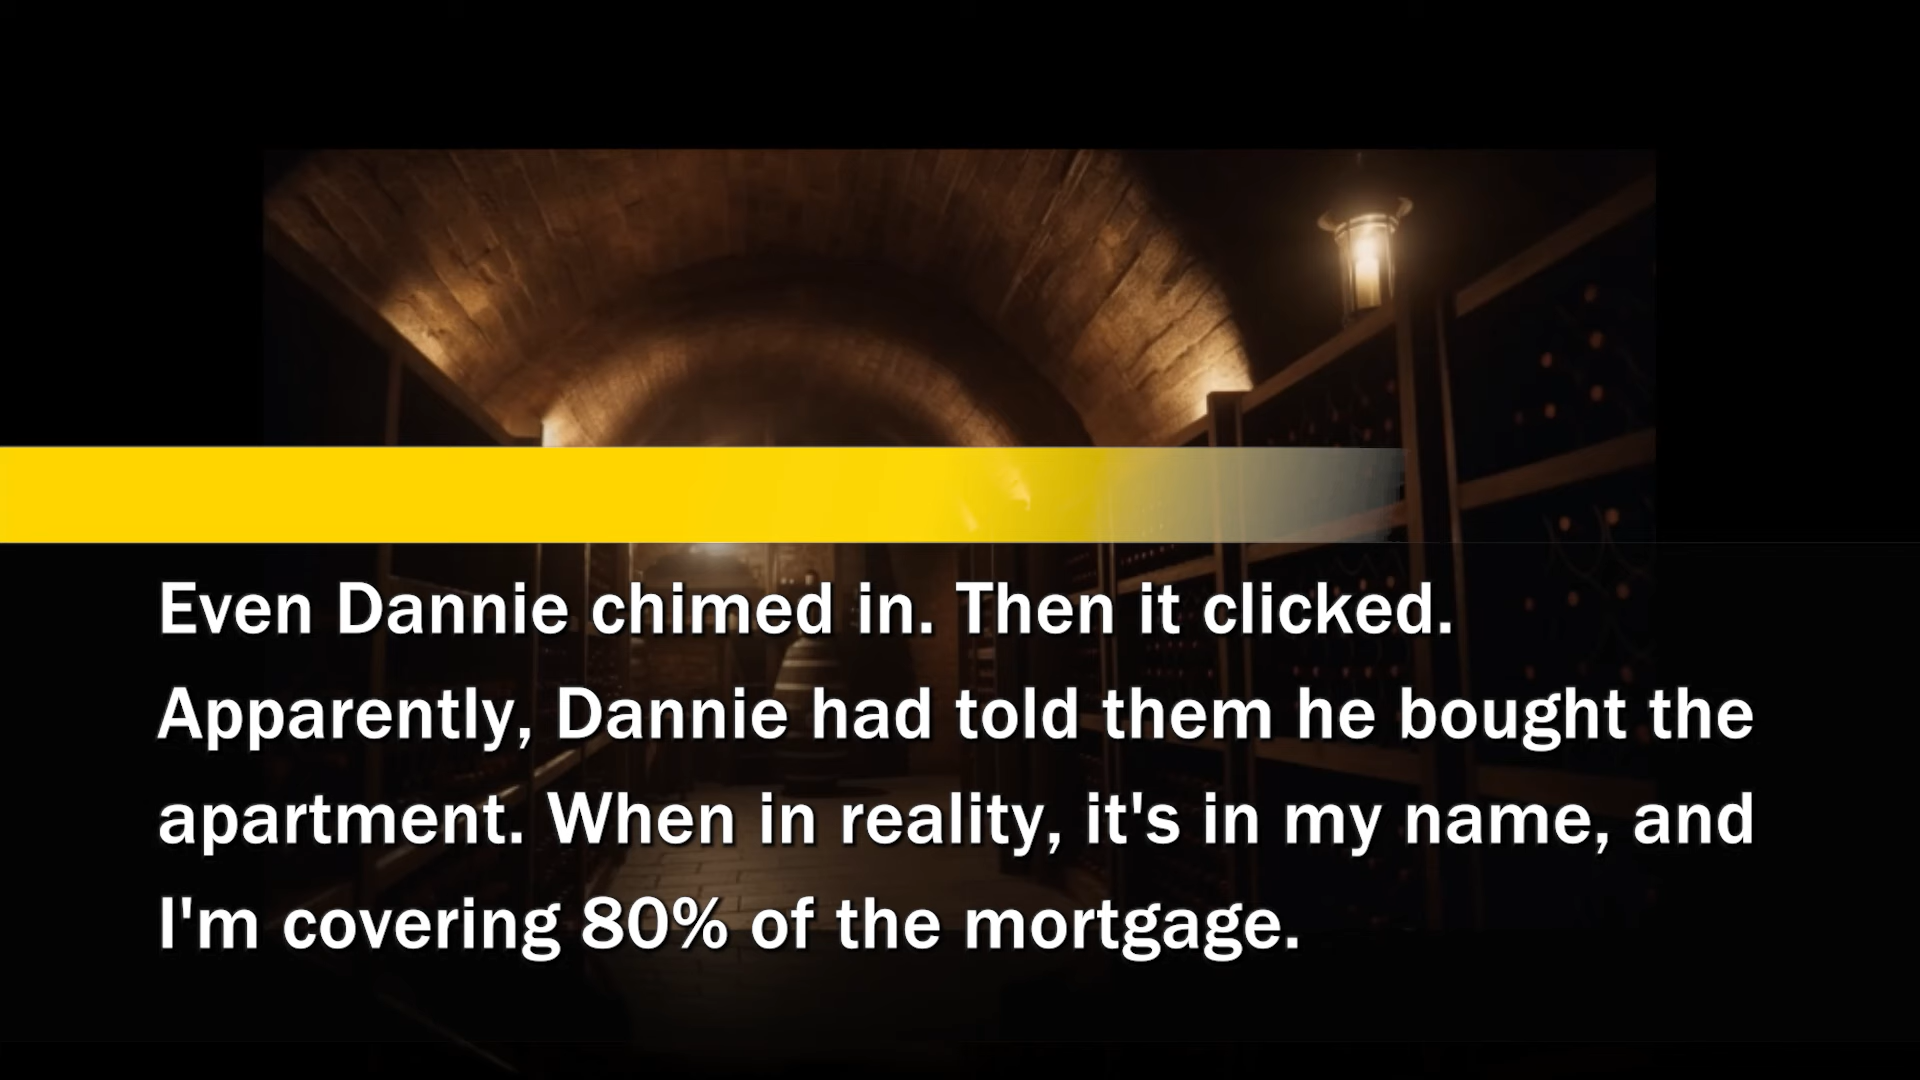 Even Dannie chimed in. Then it clicked.
Apparently, Dannie had told them he bought the
apartment. When in reality, it's in my name, and
I'm covering 80% of the mortgage.